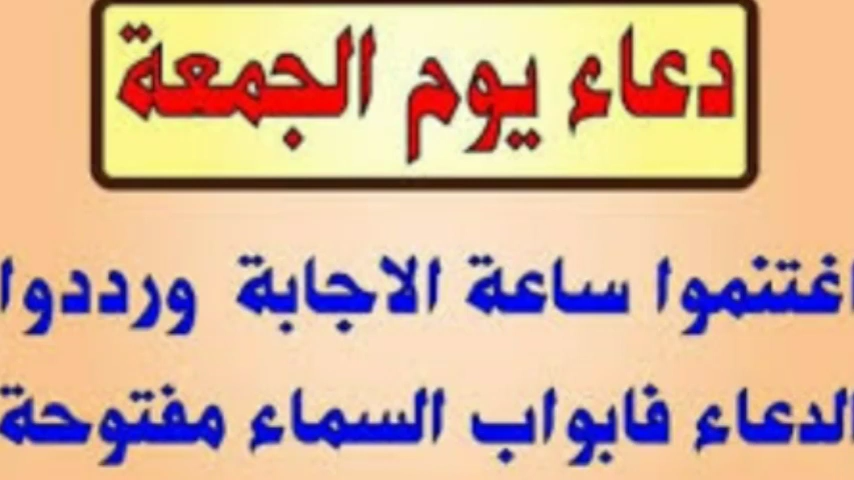 دعاء يوم الجمعة
اغتنموا ساعة الاجابة ورددوا
الدعاء فابواب السماء مفتوحة